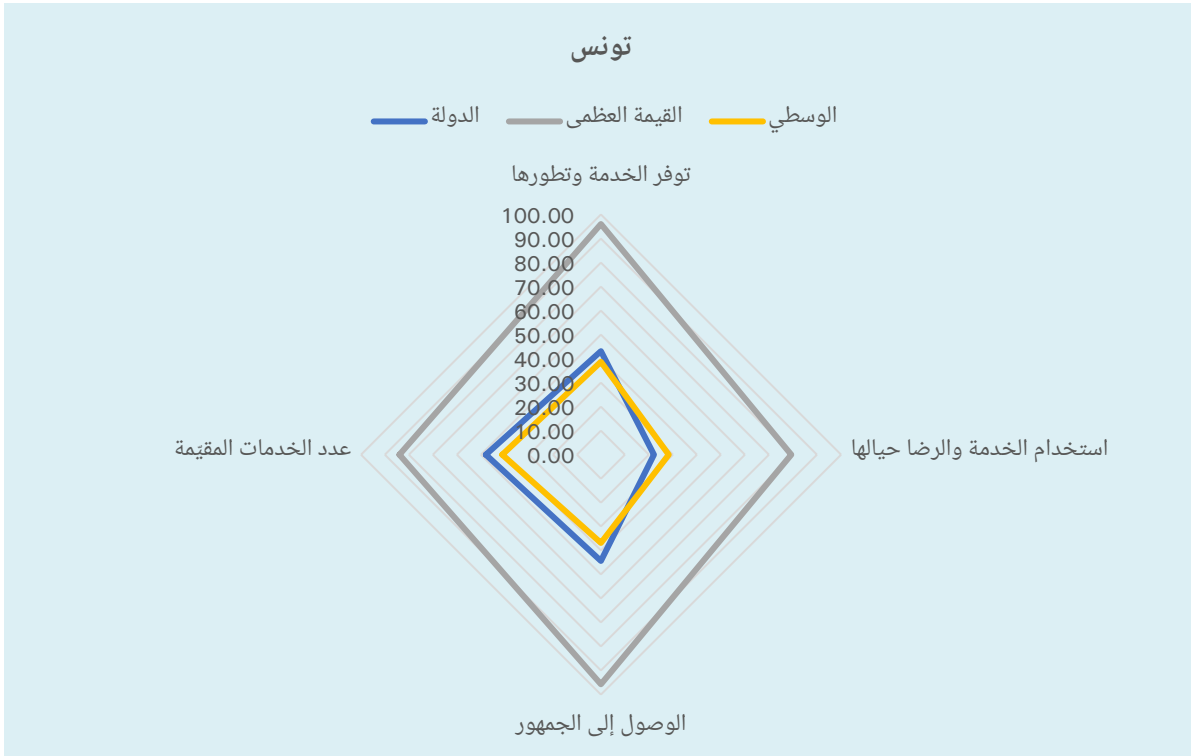 تونس
الدولة القيمة العظمى الوسطي
توفر الخدمة وتطورها
100.00
90.00
80.00
70.00
60.00
50.00
40.00
30.00
20.00
10.00
0.00
استخدام الخدمة والرضا حيالها
عدد الخدمات المقيّمة
الوصول إلى الجمهور